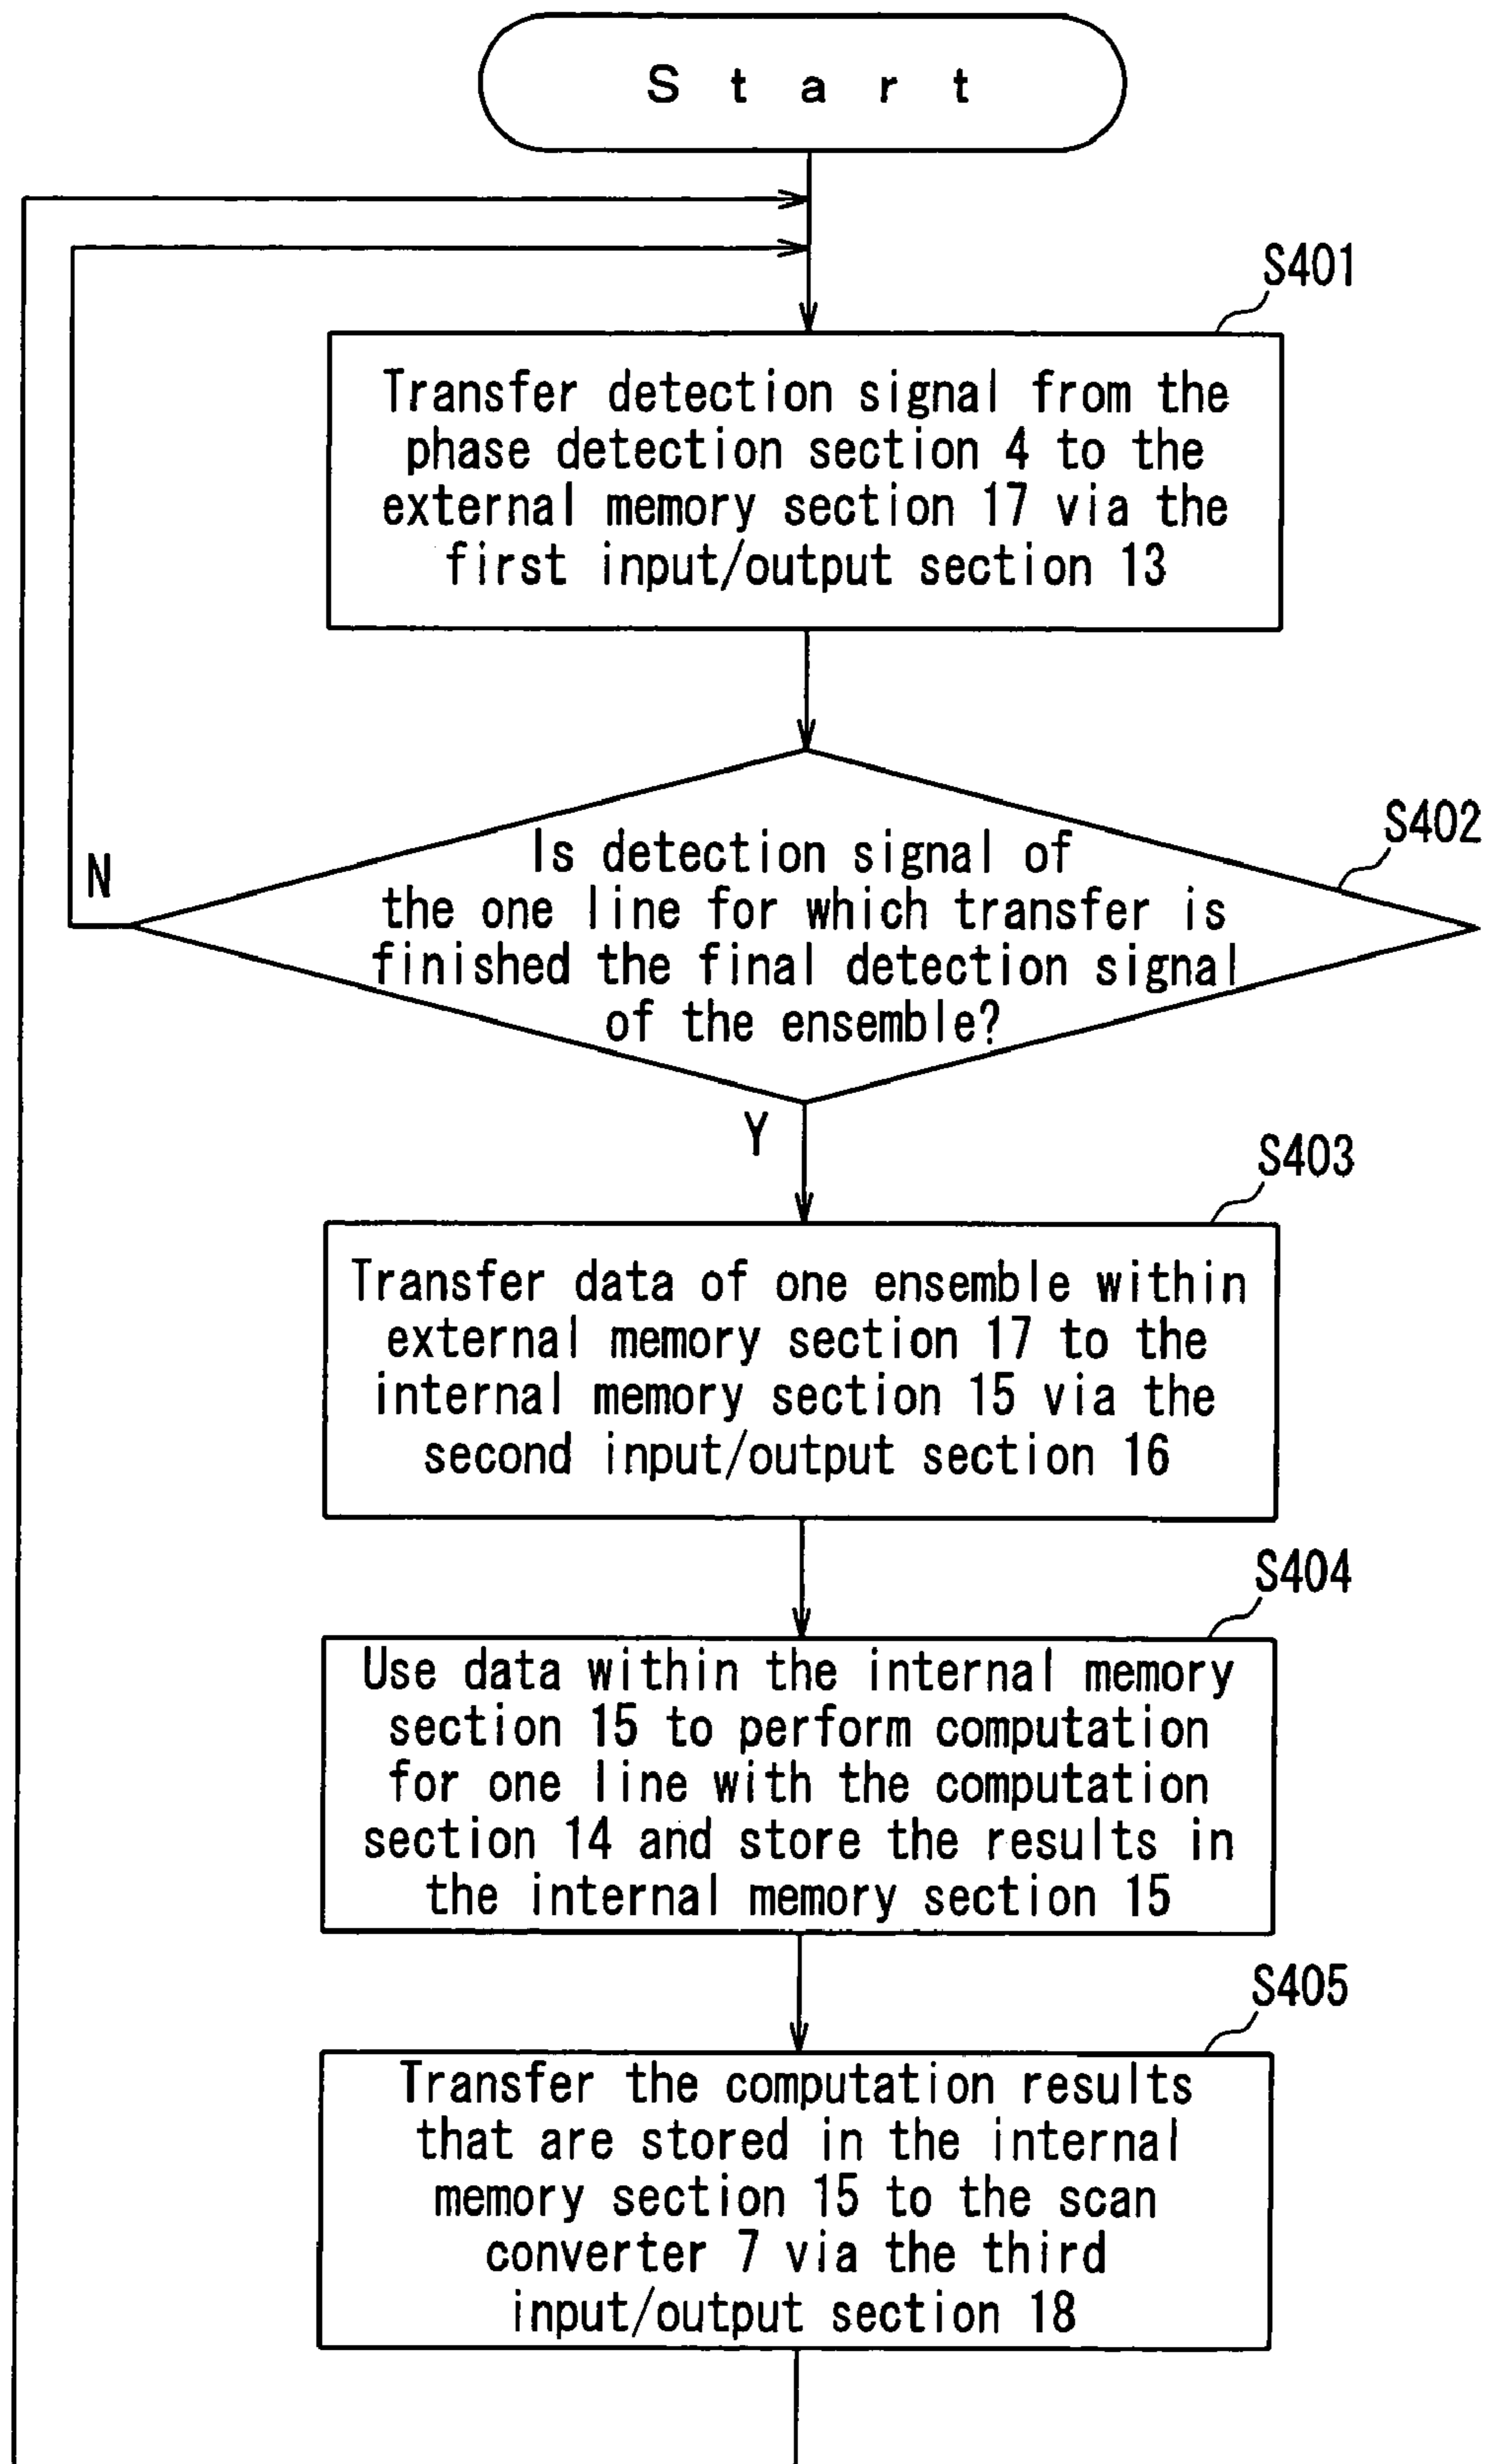 Start
S401
Transfer detection signal from the
phase detection section 4 to the
external memory section 17 via the
first input/output section 13
S402
Is detection signal of
the one line for which transfer is
finished the final detection signal
of the ensemble?
N
Y
S403
Transfer data of one ensemble within
external memory section 17 to the
internal memory section 15 via the
second input/output section 16
S404
Use data within the internal memory
section 15 to perform computation
for one line with the computation
section 14 and store the results in
the internal memory section 15
S405
Transfer the computation results
that are stored in the internal
memory section 15 to the scan
converter 7 via the third
input/output section 18